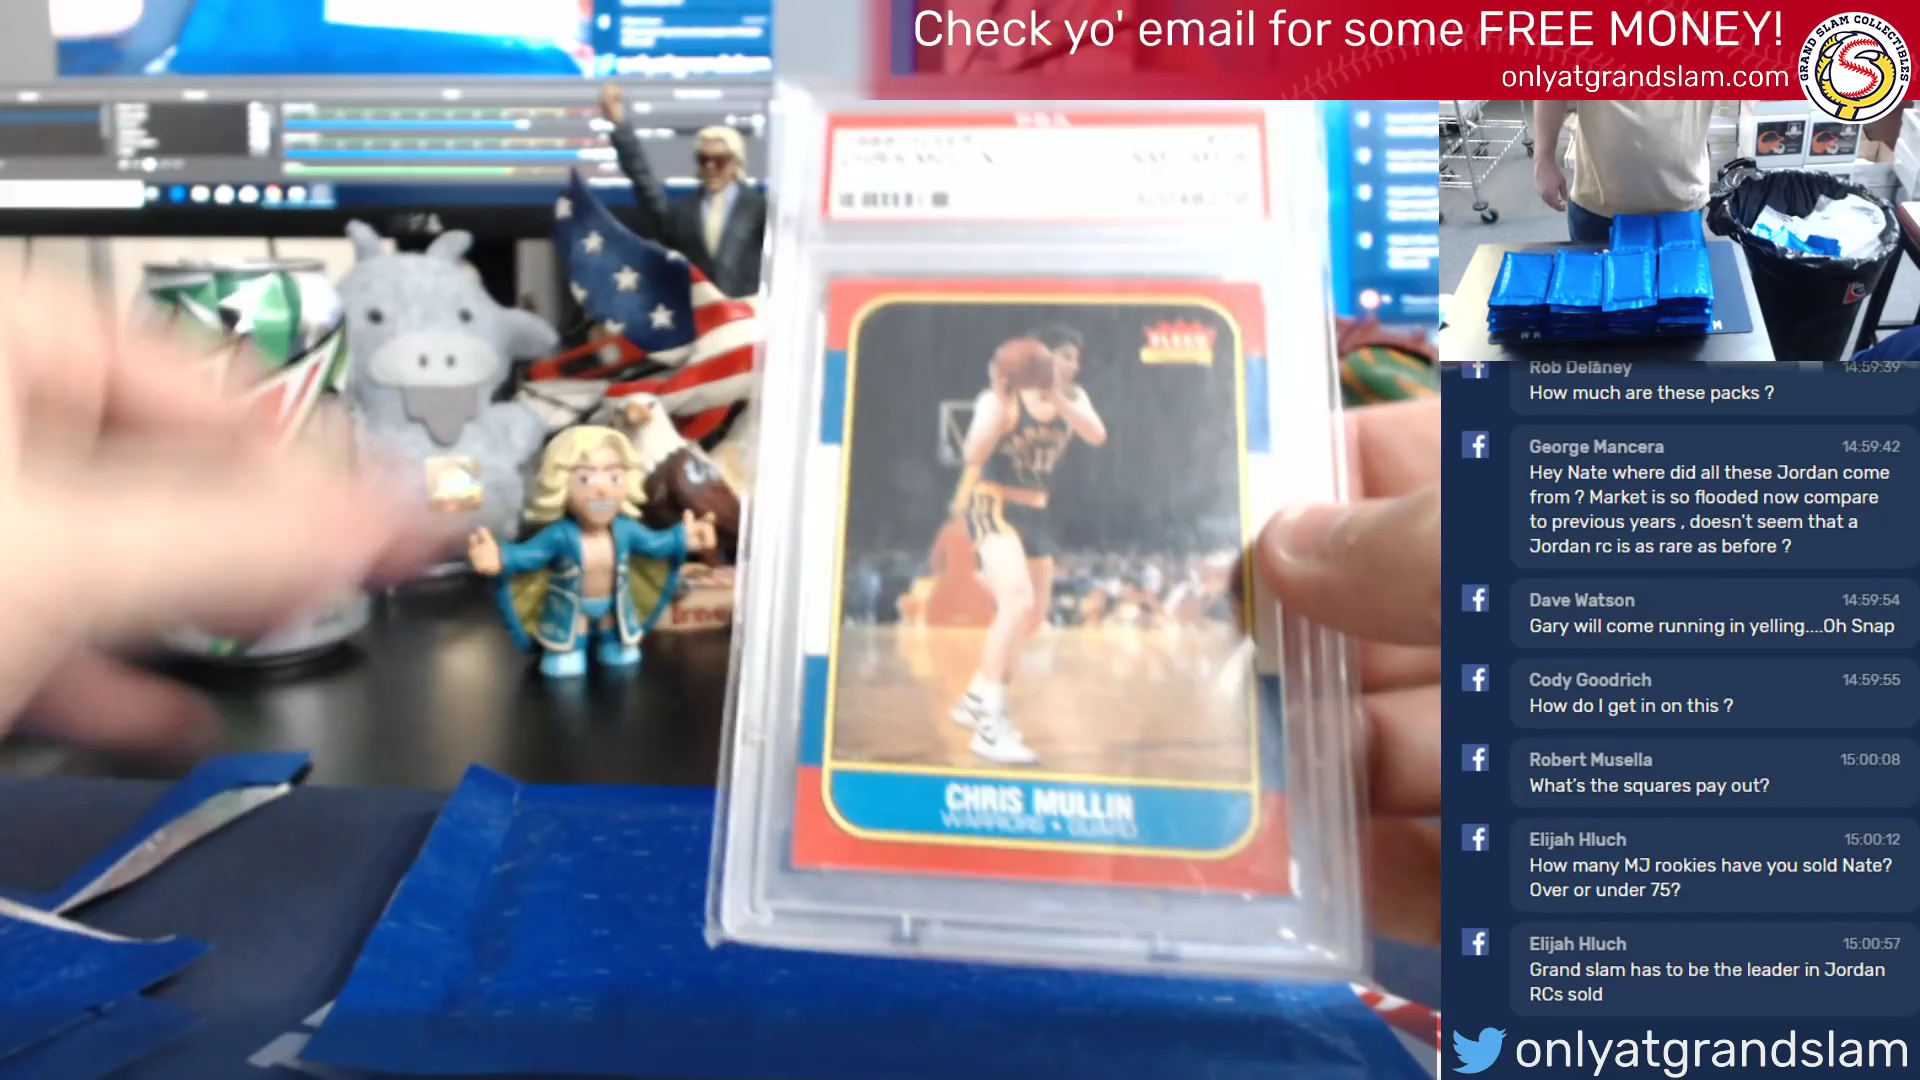 Check yo' email for some FREE MONEY!
onlyatgrandslam.com
GRAND SLAM COLLECTIBLES
PSA
FLEER
CHRIS MULLIN
WARRIORS • GUARD
Rob Delaney 14:59:39
How much are these packs ?
George Mancera 14:59:42
Hey Nate where did all these Jordan come
from ? Market is so flooded now compare
to previous years , doesn't seem that a
Jordan rc is as rare as before ?
Dave Watson 14:59:54
Gary will come running in yelling....Oh Snap
Cody Goodrich 14:59:55
How do I get in on this ?
Robert Musella 15:00:08
What's the squares pay out?
Elijah Hluch 15:00:12
How many MJ rookies have you sold Nate?
Over or under 75?
Elijah Hluch 15:00:57
Grand slam has to be the leader in Jordan
RCs sold
onlyatgrandslam